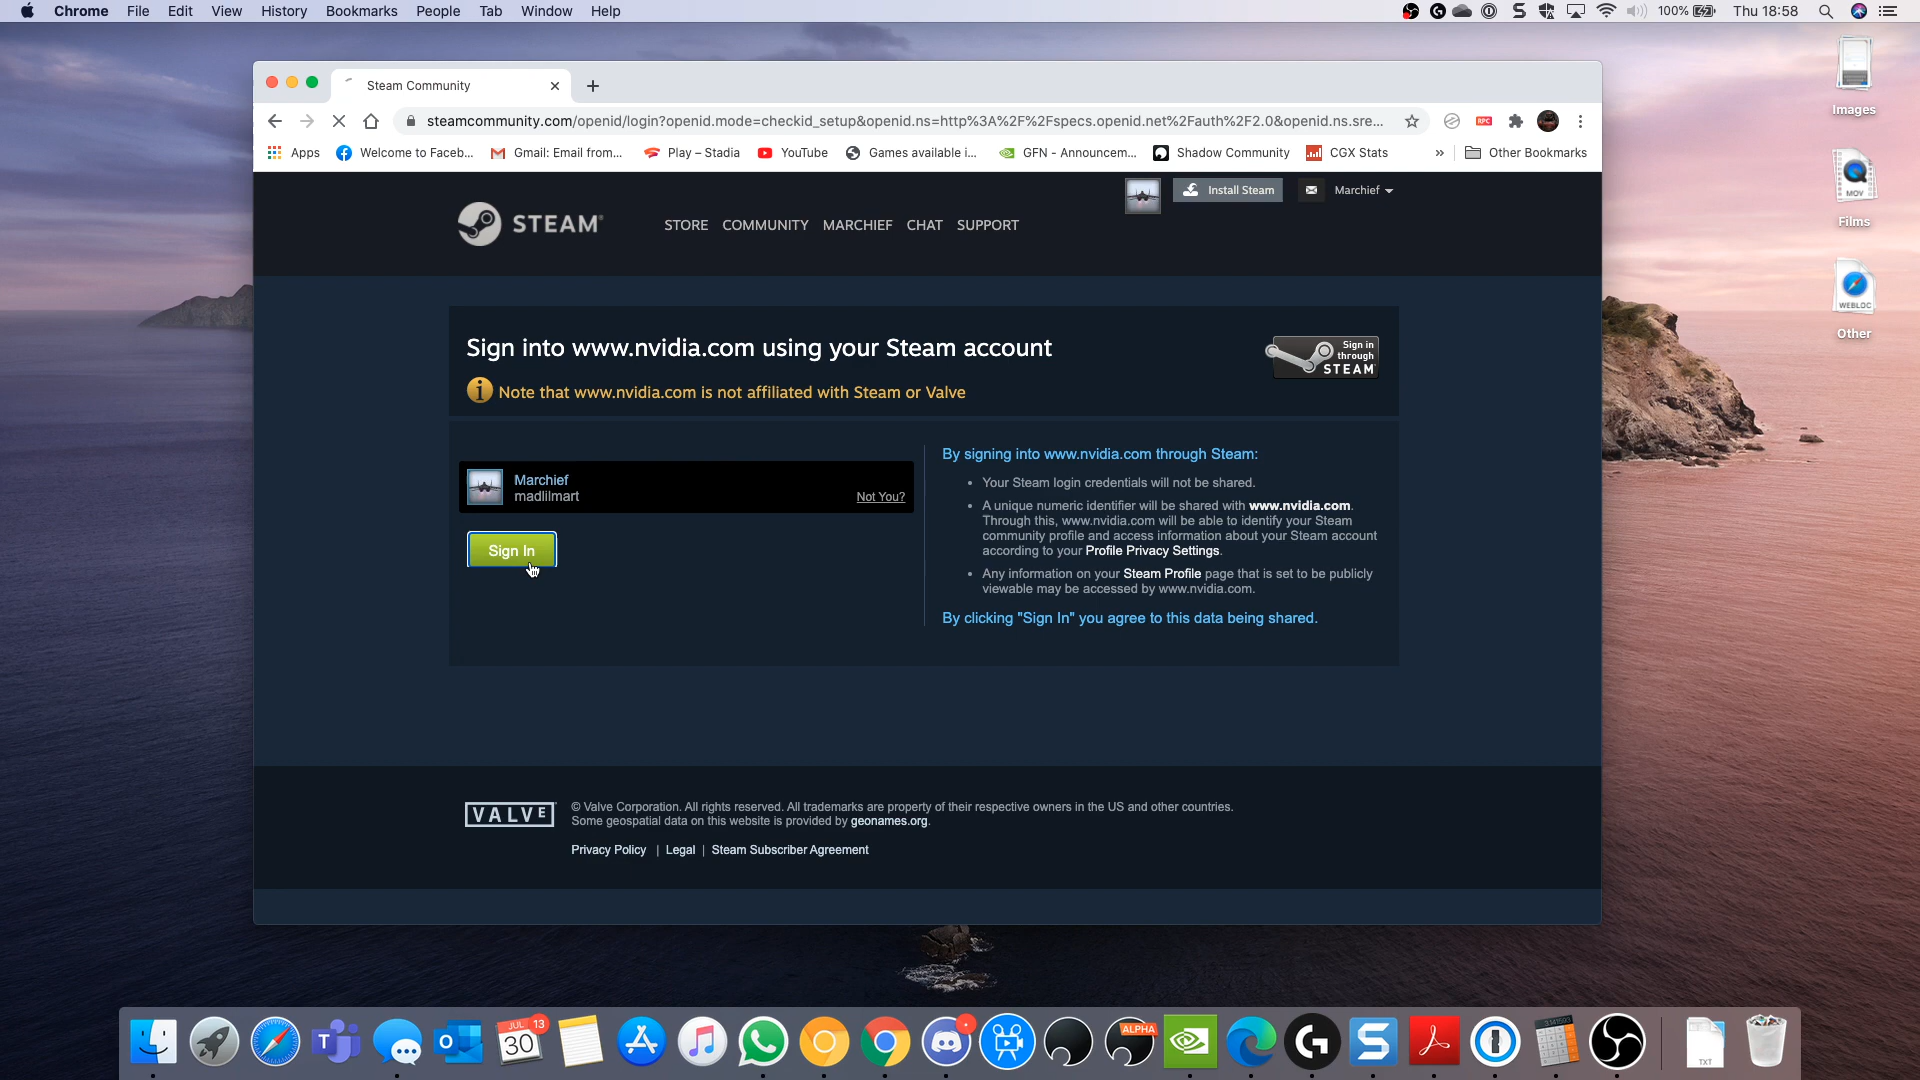 Chrome File Edit View History Bookmarks People Tab Window Help
100% Thu 18:58
Steam Community
steamcommunity.com/openid/login?openid.mode=checkid_setup&openid.ns=http%3A%2F%2Fspecs.openid.net%2Fauth%2F2.0&openid.ns.sre...
RPC
Apps Welcome to Faceb... Gmail: Email from... Play – Stadia YouTube Games available i... GFN - Announcem... Shadow Community CGX Stats » Other Bookmarks
Install Steam Marchief
STEAM®
STORE COMMUNITY MARCHIEF CHAT SUPPORT
Sign into www.nvidia.com using your Steam account
Note that www.nvidia.com is not affiliated with Steam or Valve
Sign in
through
STEAM
Marchief
madlilmart
Not You?
Sign In
By signing into www.nvidia.com through Steam:
Your Steam login credentials will not be shared.
A unique numeric identifier will be shared with www.nvidia.com.
Through this, www.nvidia.com will be able to identify your Steam
community profile and access information about your Steam account
according to your Profile Privacy Settings.
Any information on your Steam Profile page that is set to be publicly
viewable may be accessed by www.nvidia.com.
By clicking "Sign In" you agree to this data being shared.
VALVE
© Valve Corporation. All rights reserved. All trademarks are property of their respective owners in the US and other countries.
Some geospatial data on this website is provided by geonames.org.
Privacy Policy | Legal | Steam Subscriber Agreement
Images
MOV
Films
WEBLOC
Other
JUL
30
13
ALPHA
TXT